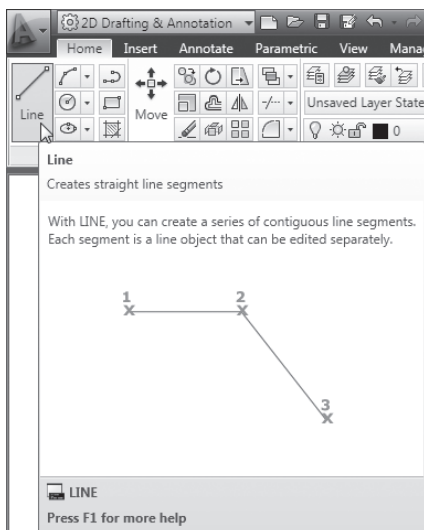 2D Drafting & Annotation
Home Insert Annotate Parametric View Mana
Line
Move
Unsaved Layer State
0
Line
Creates straight line segments
With LINE, you can create a series of contiguous line segments.
Each segment is a line object that can be edited separately.
1
2
3
LINE
Press F1 for more help